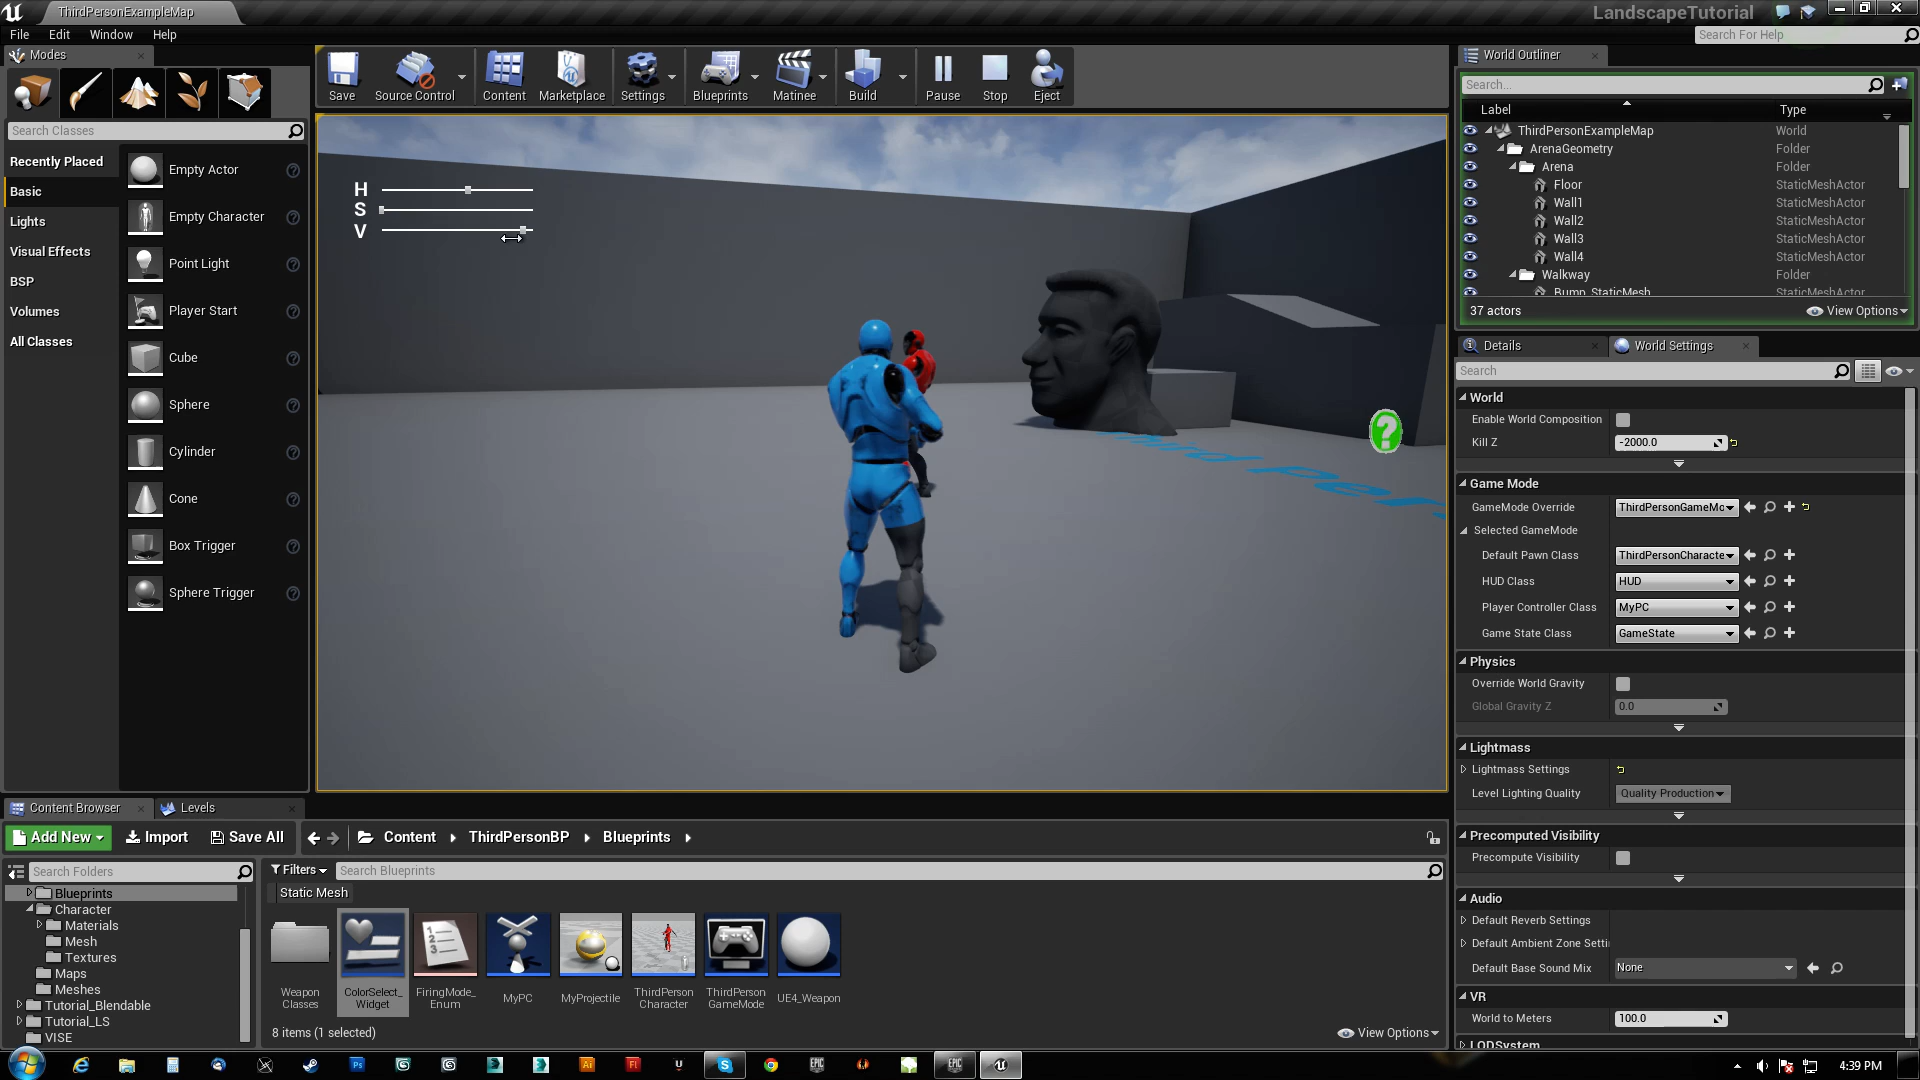 ThirdPersonExampleMap
LandscapeTutorial
File Edit Window Help
Search For Help
Modes
Search Classes
Recently Placed
Basic
Lights
Visual Effects
BSP
Volumes
All Classes
Empty Actor
Empty Character
Point Light
Player Start
Cube
Sphere
Cylinder
Cone
Box Trigger
Sphere Trigger
Save
Source Control
Content
Marketplace
Settings
Blueprints
Matinee
Build
Pause
Stop
Eject
H
S
V
World Outliner
Search...
Label Type
ThirdPersonExampleMap World
ArenaGeometry Folder
Arena Folder
Floor StaticMeshActor
Wall1 StaticMeshActor
Wall2 StaticMeshActor
Wall3 StaticMeshActor
Wall4 StaticMeshActor
Walkway Folder
Bump_StaticMesh StaticMeshActor
37 actors View Options
Details World Settings
Search
World
Enable World Composition
Kill Z -2000.0
Game Mode
GameMode Override ThirdPersonGameMo
Selected GameMode
Default Pawn Class ThirdPersonCharacte
HUD Class HUD
Player Controller Class MyPC
Game State Class GameState
Physics
Override World Gravity
Global Gravity Z 0.0
Lightmass
Lightmass Settings
Level Lighting Quality Quality Production
Precomputed Visibility
Precompute Visibility
Audio
Default Reverb Settings
Default Ambient Zone Setti
Default Base Sound Mix None
VR
World to Meters 100.0
LODSystem
Content Browser Levels
Add New Import Save All Content ThirdPersonBP Blueprints
Search Folders
Blueprints
Character
Materials
Mesh
Textures
Maps
Meshes
Tutorial_Blendable
Tutorial_LS
VISE
Filters Search Blueprints
Static Mesh
Weapon Classes
ColorSelect_ Widget
FiringMode_ Enum
MyPC
MyProjectile
ThirdPerson Character
ThirdPerson GameMode
UE4_Weapon
8 items (1 selected) View Options
4:39 PM